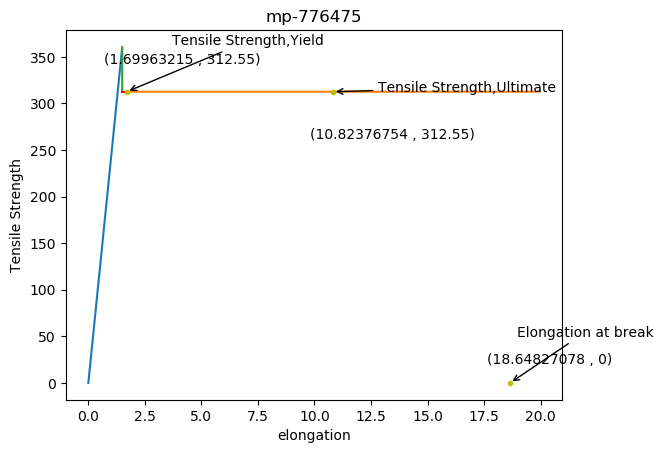 mp-776475
Tensile Strength,Yield
(1.69963215 , 312.55)
Tensile Strength,Ultimate
(10.82376754 , 312.55)
Elongation at break
(18.64827078 , 0)
Tensile Strength
350
300
250
200
150
100
50
0
0.0 2.5 5.0 7.5 10.0 12.5 15.0 17.5 20.0
elongation